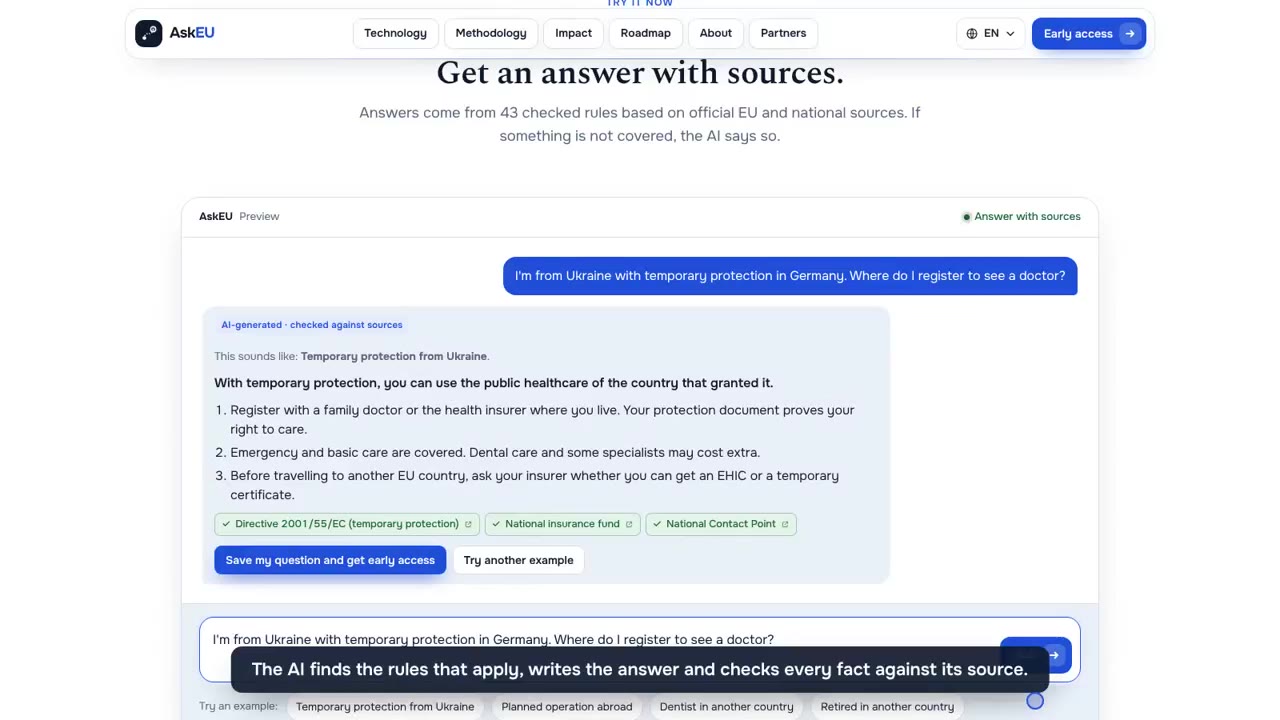 TRY IT NOW
AskEU
Technology
Methodology
Impact
Roadmap
About
Partners
EN
Early access
Get an answer with sources.
Answers come from 43 checked rules based on official EU and national sources. If
something is not covered, the AI says so.
AskEU Preview
Answer with sources
I'm from Ukraine with temporary protection in Germany. Where do I register to see a doctor?
AI-generated · checked against sources
This sounds like: Temporary protection from Ukraine.
With temporary protection, you can use the public healthcare of the country that granted it.
1. Register with a family doctor or the health insurer where you live. Your protection document proves your
right to care.
2. Emergency and basic care are covered. Dental care and some specialists may cost extra.
3. Before travelling to another EU country, ask your insurer whether you can get an EHIC or a temporary
certificate.
✓ Directive 2001/55/EC (temporary protection)
✓ National insurance fund
✓ National Contact Point
Save my question and get early access
Try another example
I'm from Ukraine with temporary protection in Germany. Where do I register to see a doctor?
The AI finds the rules that apply, writes the answer and checks every fact against its source.
Try an example:
Temporary protection from Ukraine
Planned operation abroad
Dentist in another country
Retired in another country